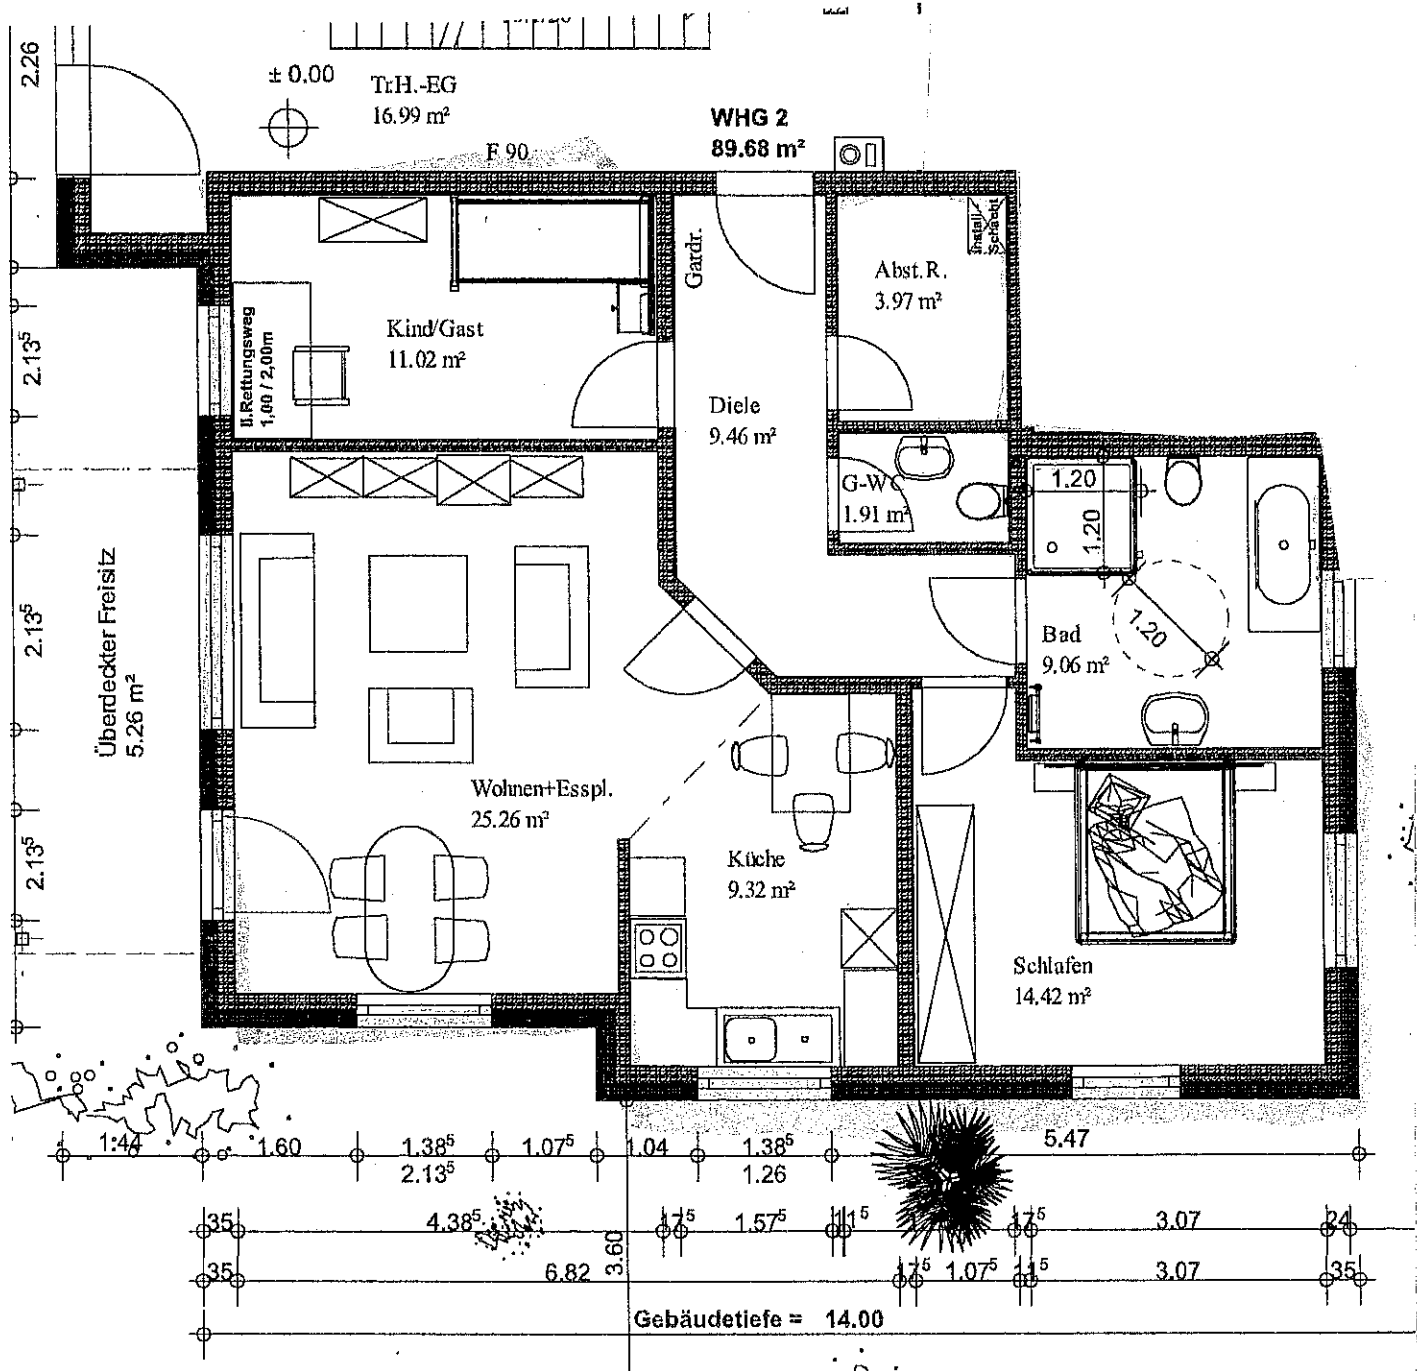 2.26
± 0.00
Tr.H.-EG
16.99 m²
WHG 2
89.68 m²
F 90
Gardr.
Install.-
Schacht
Abst.R.
3.97 m²
Kind/Gast
11.02 m²
II.Rettungsweg
1,00 / 2,00m
2.13⁵
Diele
9.46 m²
G-WC
1.91 m²
1.20
1.20
1.20
Bad
9.06 m²
Überdeckter Freisitz
5.26 m²
2.13⁵
Wohnen+Esspl.
25.26 m²
Küche
9.32 m²
2.13⁵
Schlafen
14.42 m²
1.44
1.60
1.38⁵
1.07⁵
1.04
1.38⁵
5.47
2.13⁵
1.26
35
4.38⁵
17⁵
1.57⁵
11⁵
17⁵
3.07
24
3.60
35
6.82
17⁵
1.07⁵
11⁵
3.07
35
Gebäudetiefe = 14.00